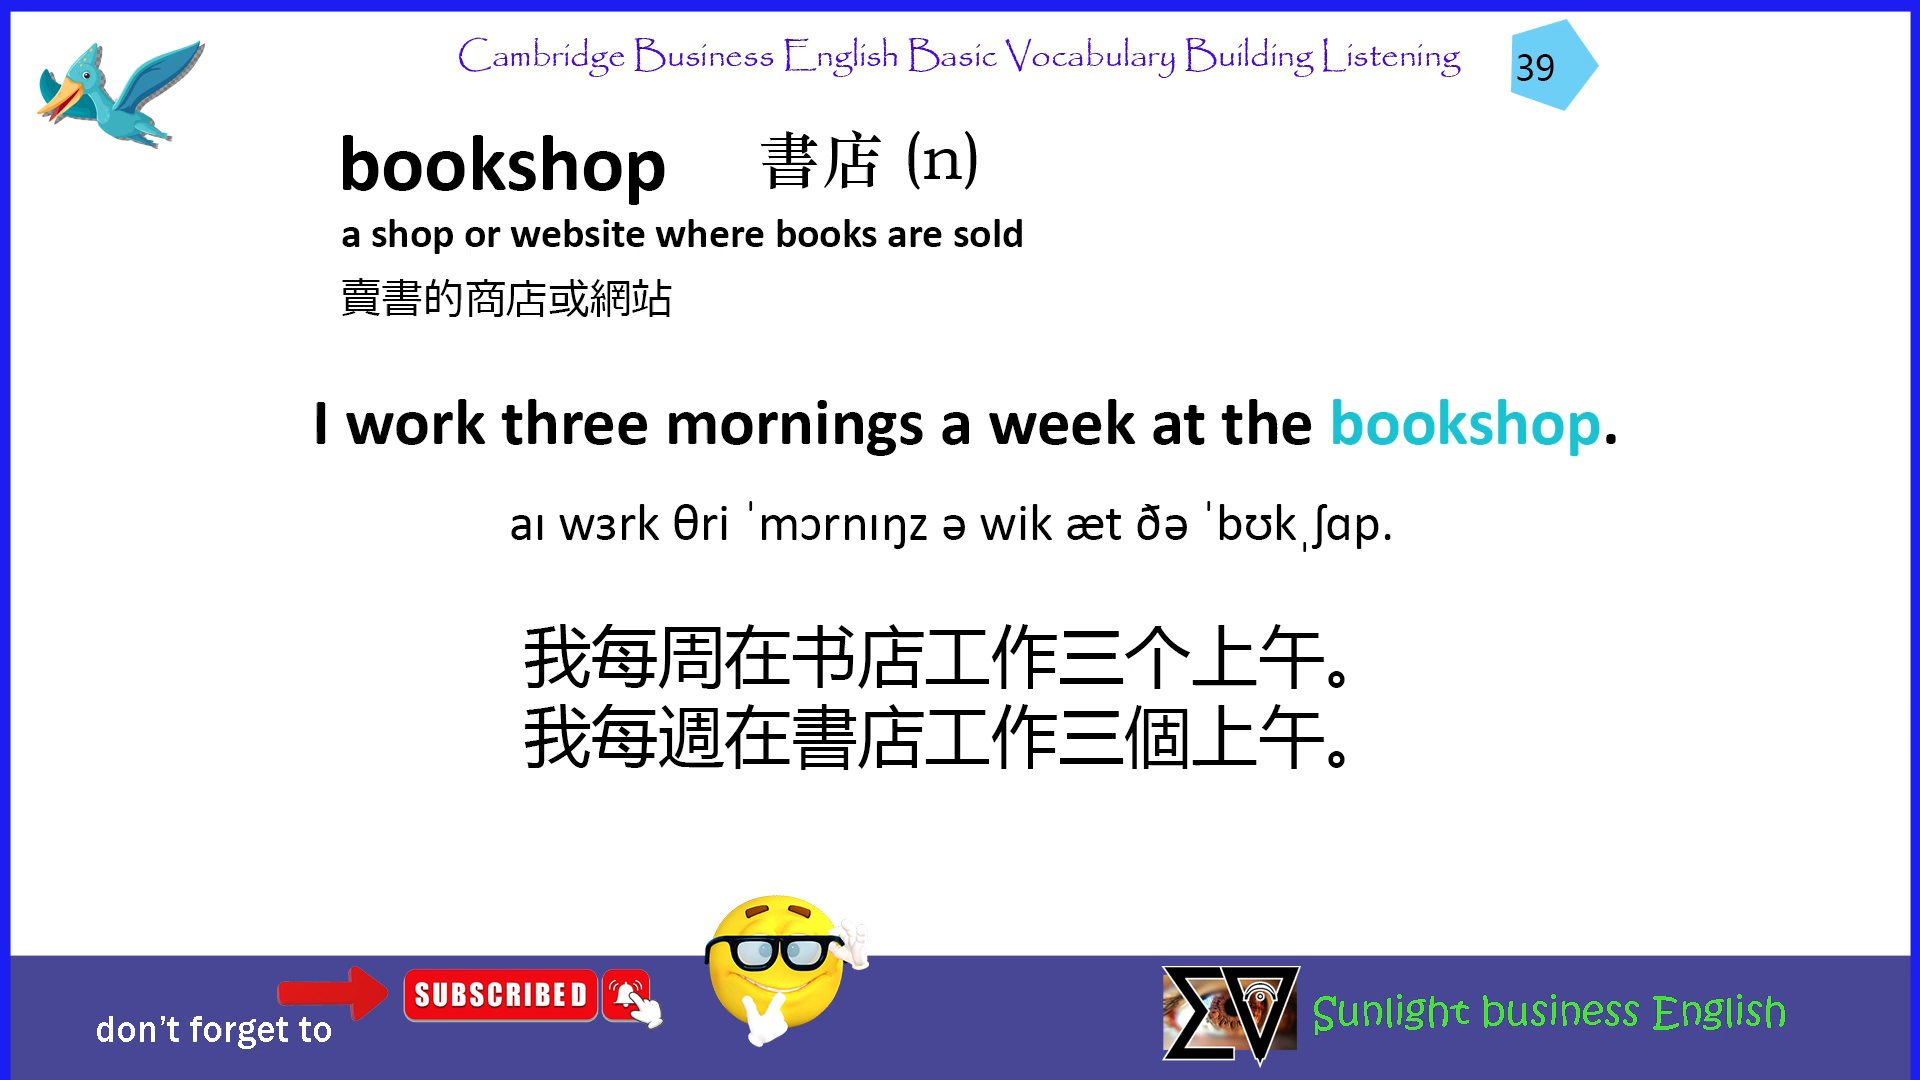 Cambridge Business English Basic Vocabulary Building Listening
39
bookshop 書店 (n)
a shop or website where books are sold
賣書的商店或網站
I work three mornings a week at the bookshop.
aɪ wɜrk θri ˈmɔrnɪŋz ə wik æt ðə ˈbʊkˌʃɑp.
我每周在书店工作三个上午。
我每週在書店工作三個上午。
don't forget to
SUBSCRIBED
Sunlight business English